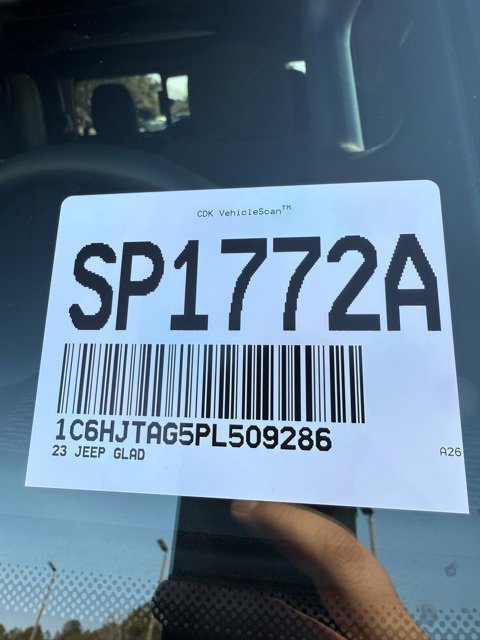 CDK VehicleScan™
SP1772A
1C6HJTAG5PL509286
23 JEEP GLAD
A26